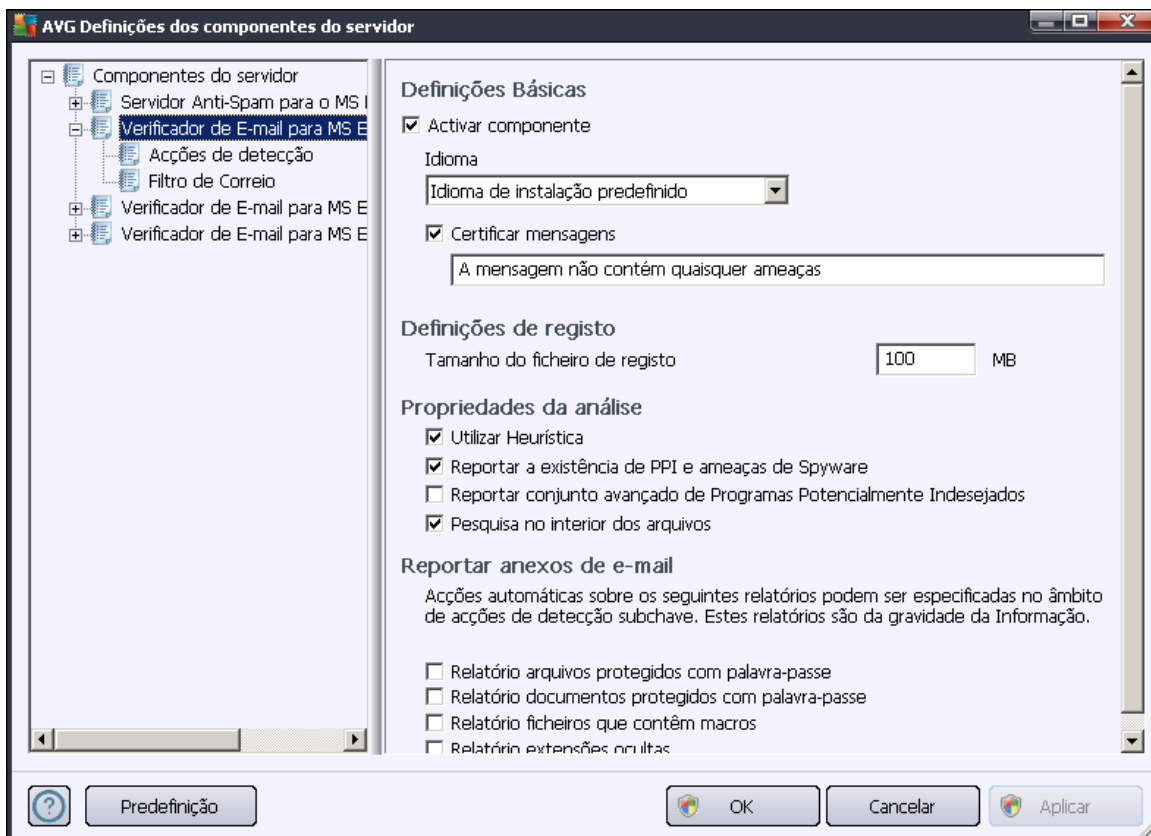 AVG Definições dos componentes do servidor
Componentes do servidor
Servidor Anti-Spam para o MS
Verificador de E-mail para MS E
Acções de detecção
Filtro de Correio
Verificador de E-mail para MS E
Verificador de E-mail para MS E
Definições Básicas
Activar componente
Idioma
Idioma de instalação predefinido
Certificar mensagens
A mensagem não contém quaisquer ameaças
Definições de registo
Tamanho do ficheiro de registo 100 MB
Propriedades da análise
Utilizar Heurística
Reportar a existência de PPI e ameaças de Spyware
Reportar conjunto avançado de Programas Potencialmente Indesejados
Pesquisa no interior dos arquivos
Reportar anexos de e-mail
Acções automáticas sobre os seguintes relatórios podem ser especificadas no âmbito
de acções de detecção subchave. Estes relatórios são da gravidade da Informação.
Relatório arquivos protegidos com palavra-passe
Relatório documentos protegidos com palavra-passe
Relatório ficheiros que contêm macros
Relatório extensões ocultas
Predefinição
OK
Cancelar
Aplicar